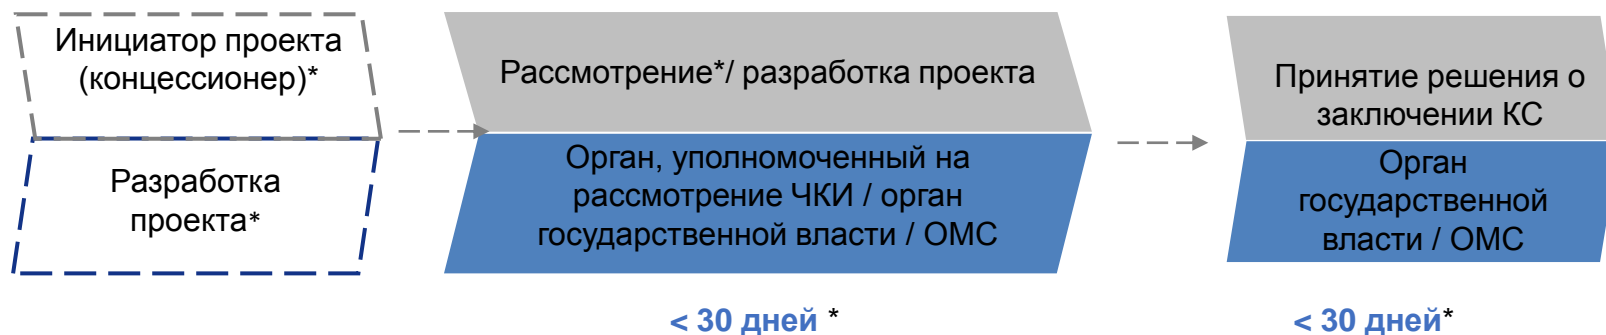 Инициатор проекта
(концессионер)*
Разработка
проекта*
Рассмотрение*/ разработка проекта
Орган, уполномоченный на
рассмотрение ЧКИ / орган
государственной власти / ОМС
< 30 дней *
Принятие решения о
заключении КС
Орган
государственной
власти / ОМС
< 30 дней*